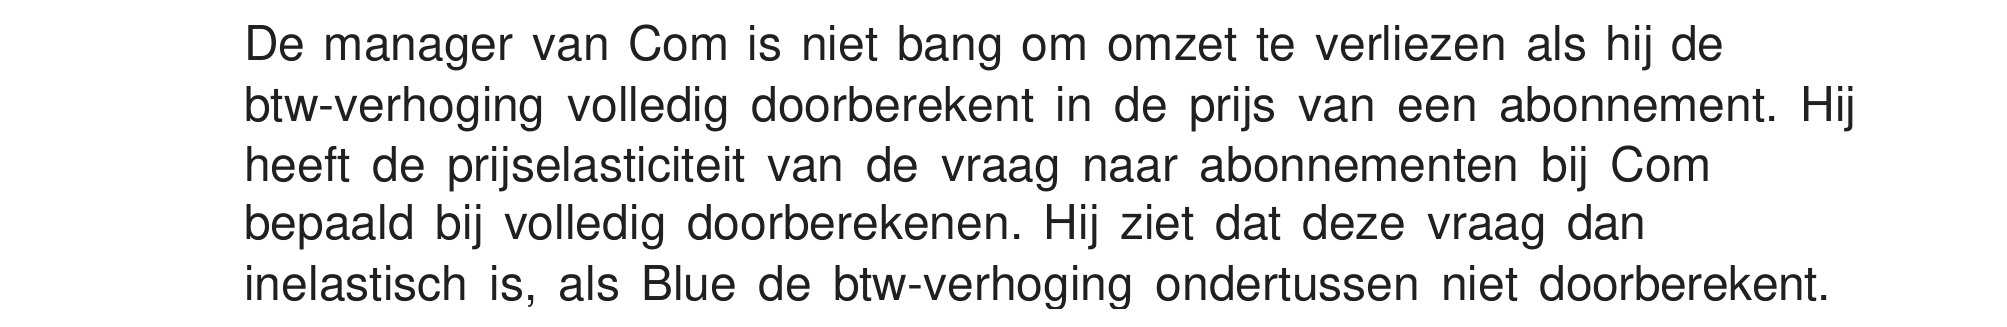 De manager van Com is niet bang om omzet te verliezen als hij de
btw-verhoging volledig doorberekent in de prijs van een abonnement. Hij
heeft de prijselasticiteit van de vraag naar abonnementen bij Com
bepaald bij volledig doorberekenen. Hij ziet dat deze vraag dan
inelastisch is, als Blue de btw-verhoging ondertussen niet doorberekent.